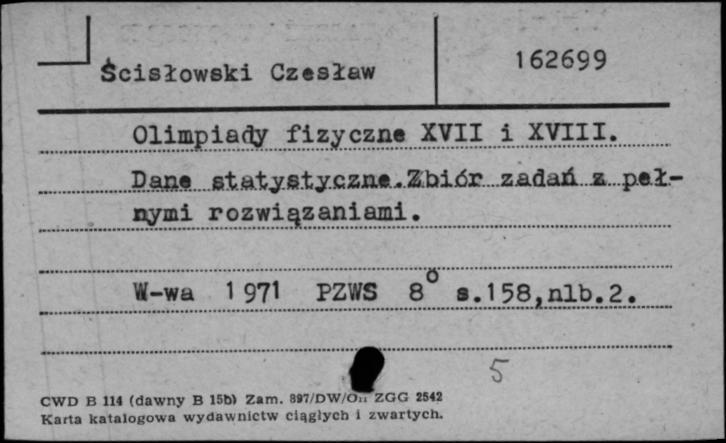 Ścisłowski Czesław
162699
Olimpiady fizyczne XVII i XVIII.
Dane statystyczne.Zbiór zadań z peł-
nymi rozwiązaniami.
W-wa 1971 PZWS 8° s.158,nlb.2.
5
CWD B 114 (dawny B 15b) Zam. 897/DW/On ZGG 2542
Karta katalogowa wydawnictw ciągłych i zwartych.